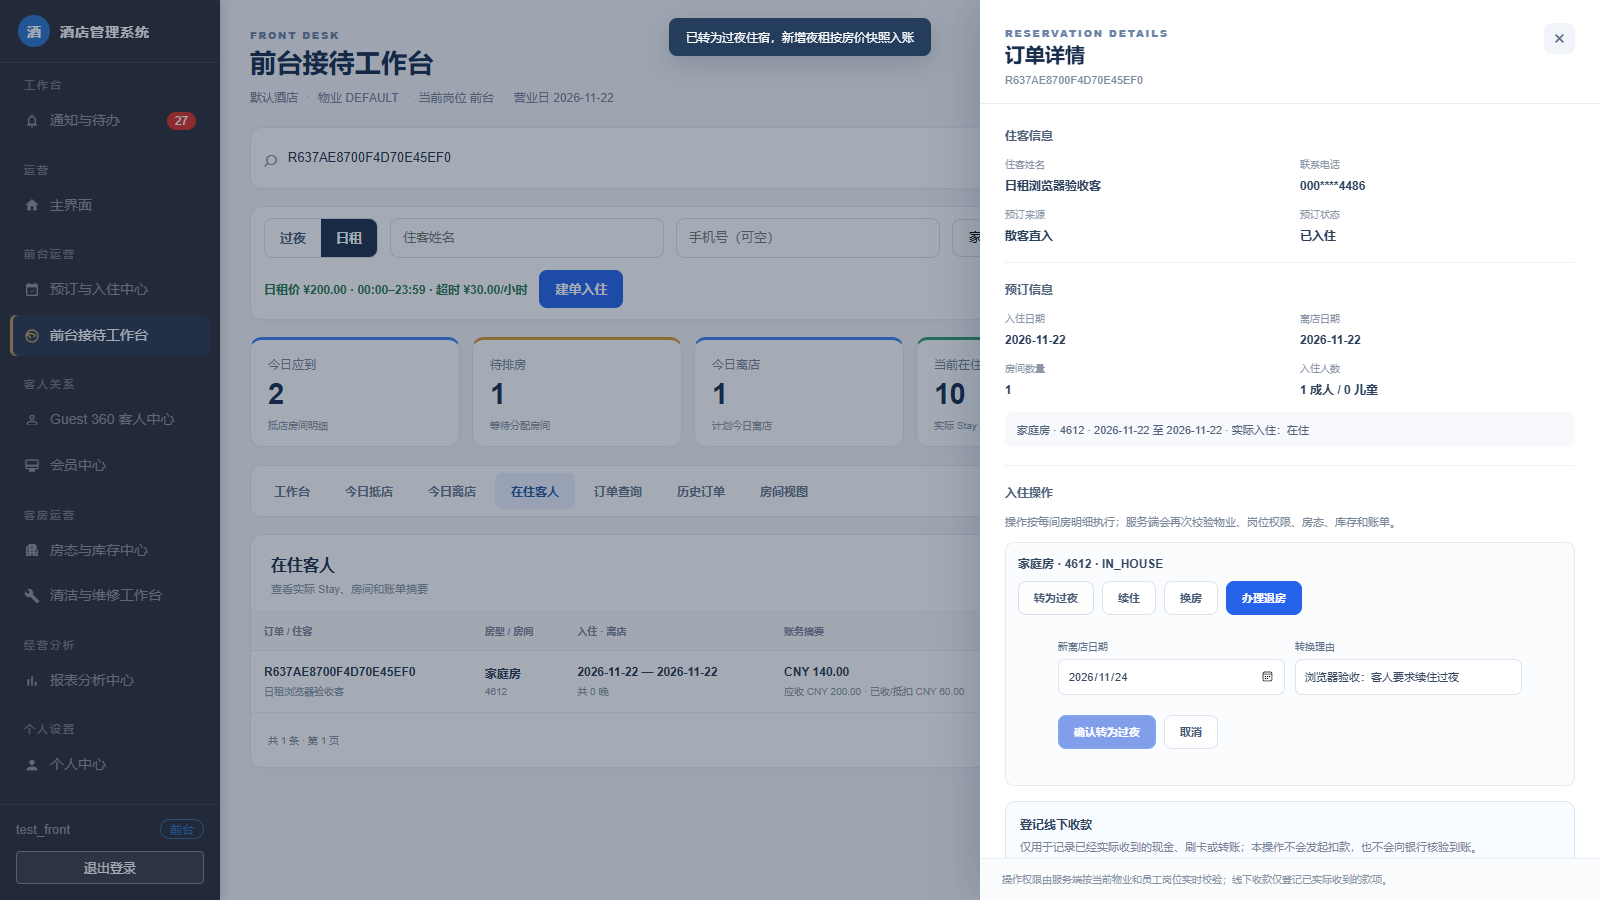 酒 酒店管理系统
工作台
通知与待办 27
运营
主界面
前台运营
预订与入住中心
前台接待工作台
客人关系
Guest 360 客人中心
会员中心
客房运营
房态与库存中心
清洁与维修工作台
经营分析
报表分析中心
个人设置
个人中心
test_front 前台
退出登录
FRONT DESK
前台接待工作台
默认酒店 · 物业 DEFAULT · 当前岗位 前台 · 营业日 2026-11-22
已转为过夜住宿，新增夜租按房价快照入账
R637AE8700F4D70E45EF0
过夜 日租 住客姓名 手机号（可空） 家
日租价 ¥200.00 · 00:00–23:59 · 超时 ¥30.00/小时 建单入住
今日应到
2
抵店房间明细
待排房
1
等待分配房间
今日离店
1
计划今日离店
当前在住
10
实际 Stay
工作台 今日抵店 今日离店 在住客人 订单查询 历史订单 房间视图
在住客人
查看实际 Stay、房间和账单摘要
订单 / 住客 房型 / 房间 入住 · 离店 账务摘要
R637AE8700F4D70E45EF0 家庭房 2026-11-22 — 2026-11-22 CNY 140.00
日租浏览器验收客 4612 共 0 晚 应收 CNY 200.00 · 已收/抵扣 CNY 60.00
共 1 条 · 第 1 页
RESERVATION DETAILS
订单详情
R637AE8700F4D70E45EF0
住客信息
住客姓名 联系电话
日租浏览器验收客 000****4486
预订来源 预订状态
散客直入 已入住
预订信息
入住日期 离店日期
2026-11-22 2026-11-22
房间数量 入住人数
1 1 成人 / 0 儿童
家庭房 · 4612 · 2026-11-22 至 2026-11-22 · 实际入住：在住
入住操作
操作按每间房明细执行；服务端会再次校验物业、岗位权限、房态、库存和账单。
家庭房 · 4612 · IN_HOUSE
转为过夜 续住 换房 办理退房
新离店日期 转换理由
2026/11/24 浏览器验收：客人要求续住过夜
确认转为过夜 取消
登记线下收款
仅用于记录已经实际收到的现金、刷卡或转账；本操作不会发起扣款，也不会向银行核验到账。
操作权限由服务端按当前物业和员工岗位实时校验；线下收款仅登记已实际收到的款项。